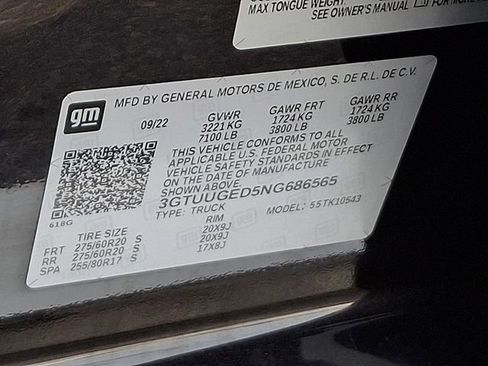 MAX TONGUE WEIGHT:
SEE OWNER'S MANUAL FOR MORE
gm
MFD BY GENERAL MOTORS DE MEXICO, S. DE R.L. DE C.V.
09/22 GVWR GAWR FRT GAWR RR
3221 KG 1724 KG 1724 KG
7100 LB 3800 LB 3800 LB
THIS VEHICLE CONFORMS TO ALL
APPLICABLE U.S. FEDERAL MOTOR
VEHICLE SAFETY STANDARDS IN EFFECT
ON THE DATE OF MANUFACTURE
SHOWN ABOVE.
3GTUUGED5NG686565
TYPE: TRUCK MODEL: 55TK10543
618G
TIRE SIZE RIM
FRT 275/60R20 S 20X9J
RR 275/60R20 S 20X9J
SPA 255/80R17 S 17X8J